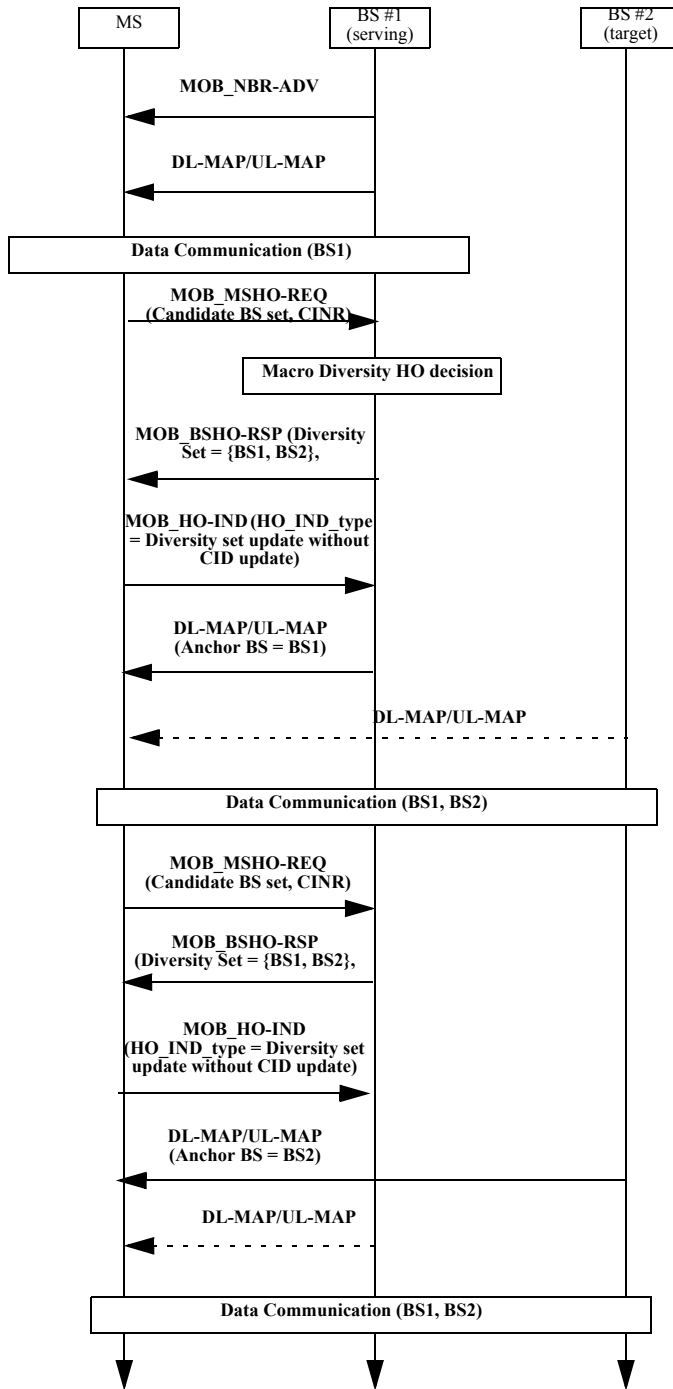 MS
BS #1
(serving)
BS #2
(target)
MOB_NBR-ADV
DL-MAP/UL-MAP
Data Communication (BS1)
MOB_MSHO-REQ
(Candidate BS set, CINR)
Macro Diversity HO decision
MOB_BSHO-RSP (Diversity
Set = {BS1, BS2},
MOB_HO-IND (HO_IND_type
= Diversity set update without
CID update)
DL-MAP/UL-MAP
(Anchor BS = BS1)
DL-MAP/UL-MAP
Data Communication (BS1, BS2)
MOB_MSHO-REQ
(Candidate BS set, CINR)
MOB_BSHO-RSP
(Diversity Set = {BS1, BS2},
MOB_HO-IND
(HO_IND_type = Diversity set
update without CID update)
DL-MAP/UL-MAP
(Anchor BS = BS2)
DL-MAP/UL-MAP
Data Communication (BS1, BS2)